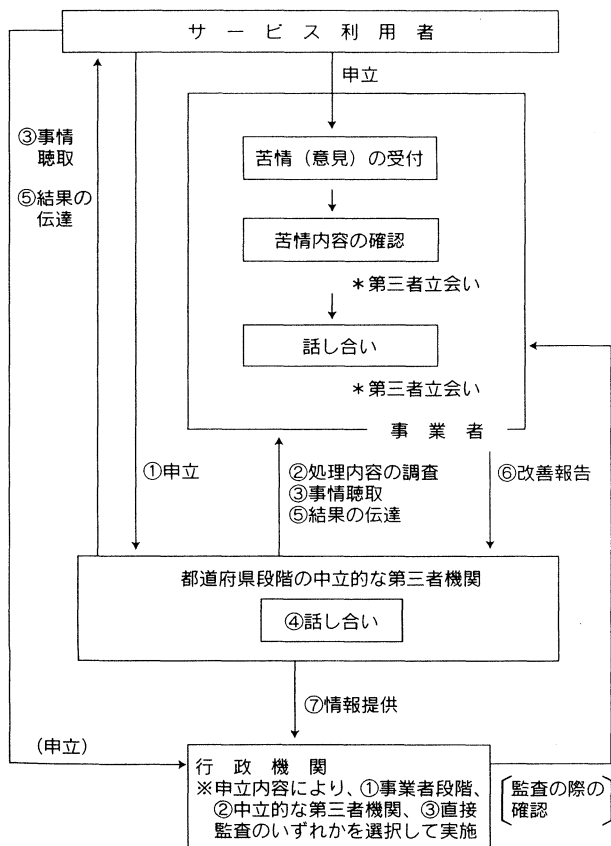 サービス利用者
申立
③事情
聴取
⑤結果の
伝達
苦情（意見）の受付
苦情内容の確認
＊第三者立会い
話し合い
＊第三者立会い
事業者
①申立
②処理内容の調査
③事情聴取
⑤結果の伝達
⑥改善報告
都道府県段階の中立的な第三者機関
④話し合い
⑦情報提供
（申立）
行政機関
※申立内容により、①事業者段階、
②中立的な第三者機関、③直接
監査のいずれかを選択して実施
監査の際の
確認